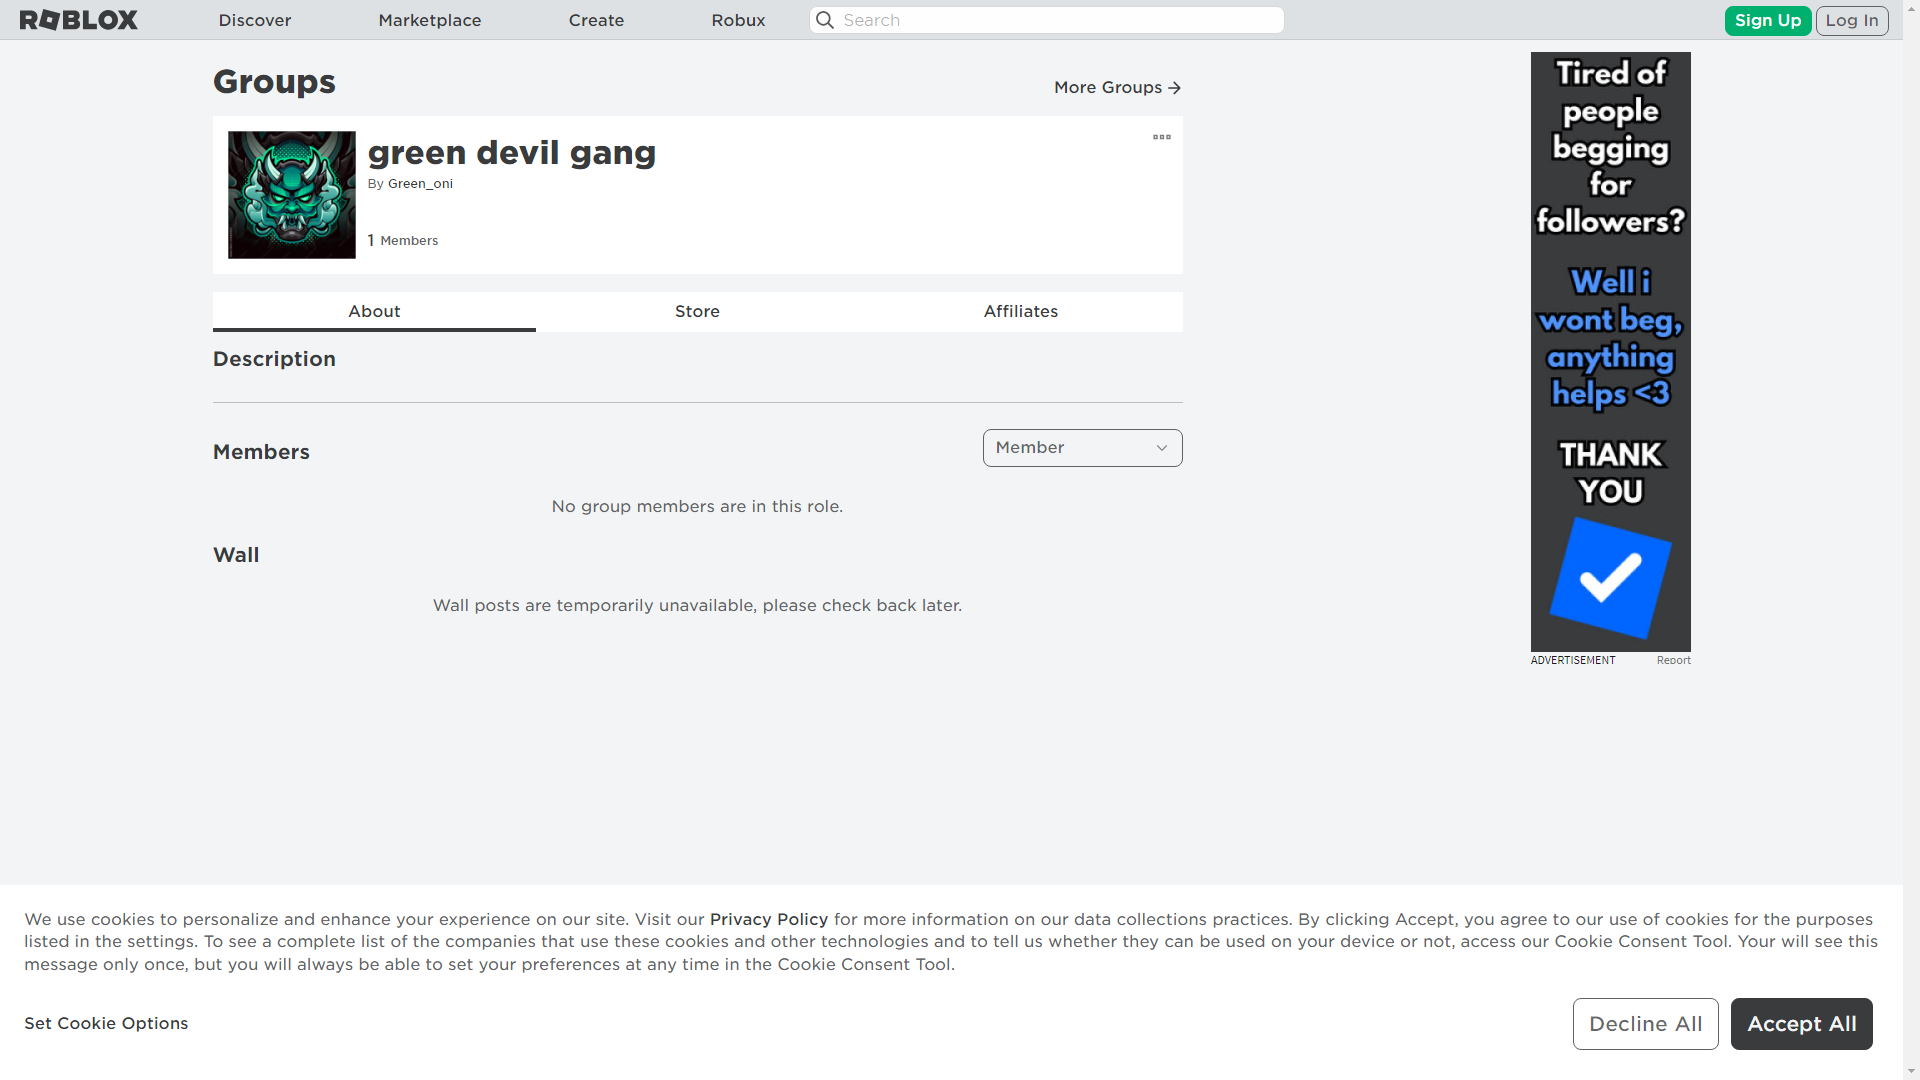 ROBLOX
Discover
Marketplace
Create
Robux
Search
Sign Up
Log In
Groups
More Groups
green devil gang
By Green_oni
1 Members
About
Store
Affiliates
Description
Members
Member
No group members are in this role.
Wall
Wall posts are temporarily unavailable, please check back later.
Tired of
people
begging
for
followers?
Well i
wont beg,
anything
helps <3
THANK
YOU
ADVERTISEMENT
Report
We use cookies to personalize and enhance your experience on our site. Visit our Privacy Policy for more information on our data collections practices. By clicking Accept, you agree to our use of cookies for the purposes
listed in the settings. To see a complete list of the companies that use these cookies and other technologies and to tell us whether they can be used on your device or not, access our Cookie Consent Tool. Your will see this
message only once, but you will always be able to set your preferences at any time in the Cookie Consent Tool.
Set Cookie Options
Decline All
Accept All